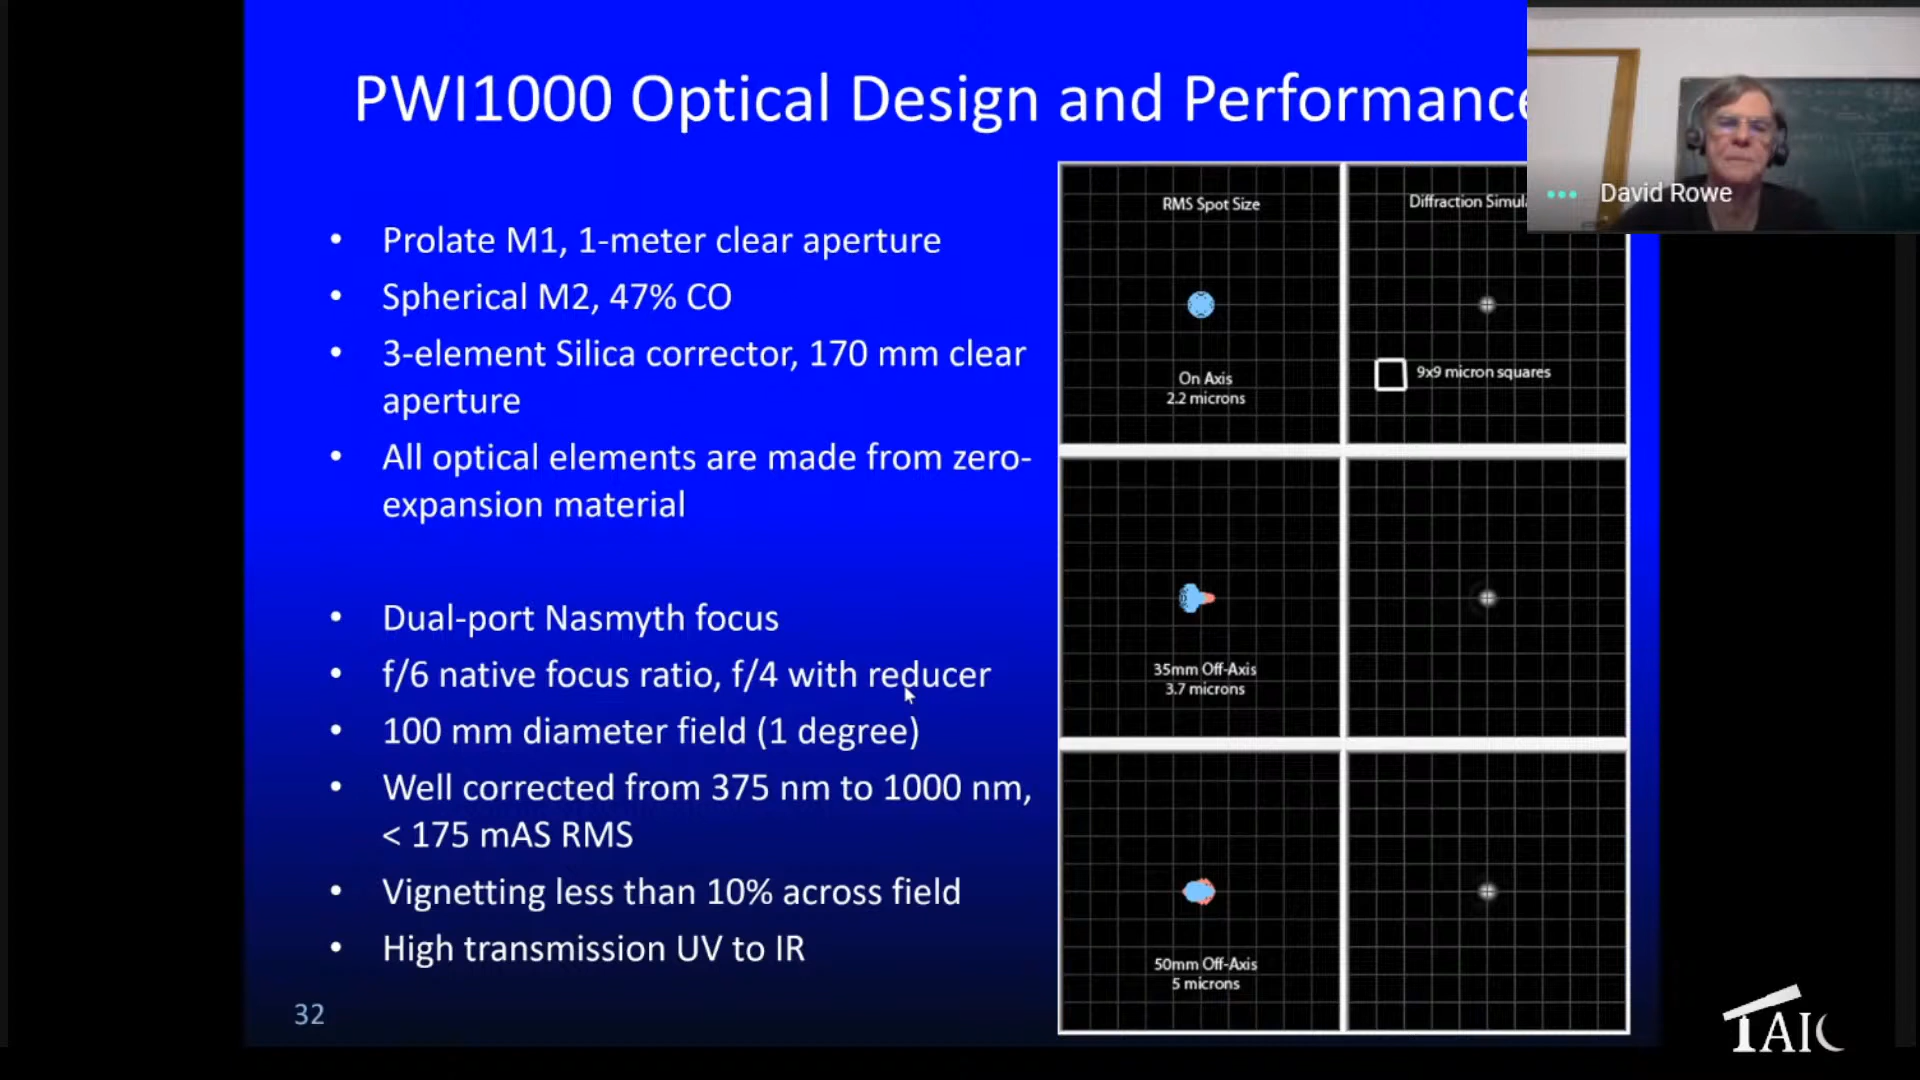 PWI1000 Optical Design and Performance
• Prolate M1, 1-meter clear aperture
• Spherical M2, 47% CO
• 3-element Silica corrector, 170 mm clear
aperture
• All optical elements are made from zero-
expansion material
• Dual-port Nasmyth focus
• f/6 native focus ratio, f/4 with reducer
• 100 mm diameter field (1 degree)
• Well corrected from 375 nm to 1000 nm,
< 175 mAS RMS
• Vignetting less than 10% across field
• High transmission UV to IR
32
RMS Spot Size
Diffraction Simula
On Axis
2.2 microns
9x9 micron squares
35mm Off-Axis
3.7 microns
50mm Off-Axis
5 microns
David Rowe
TAIC